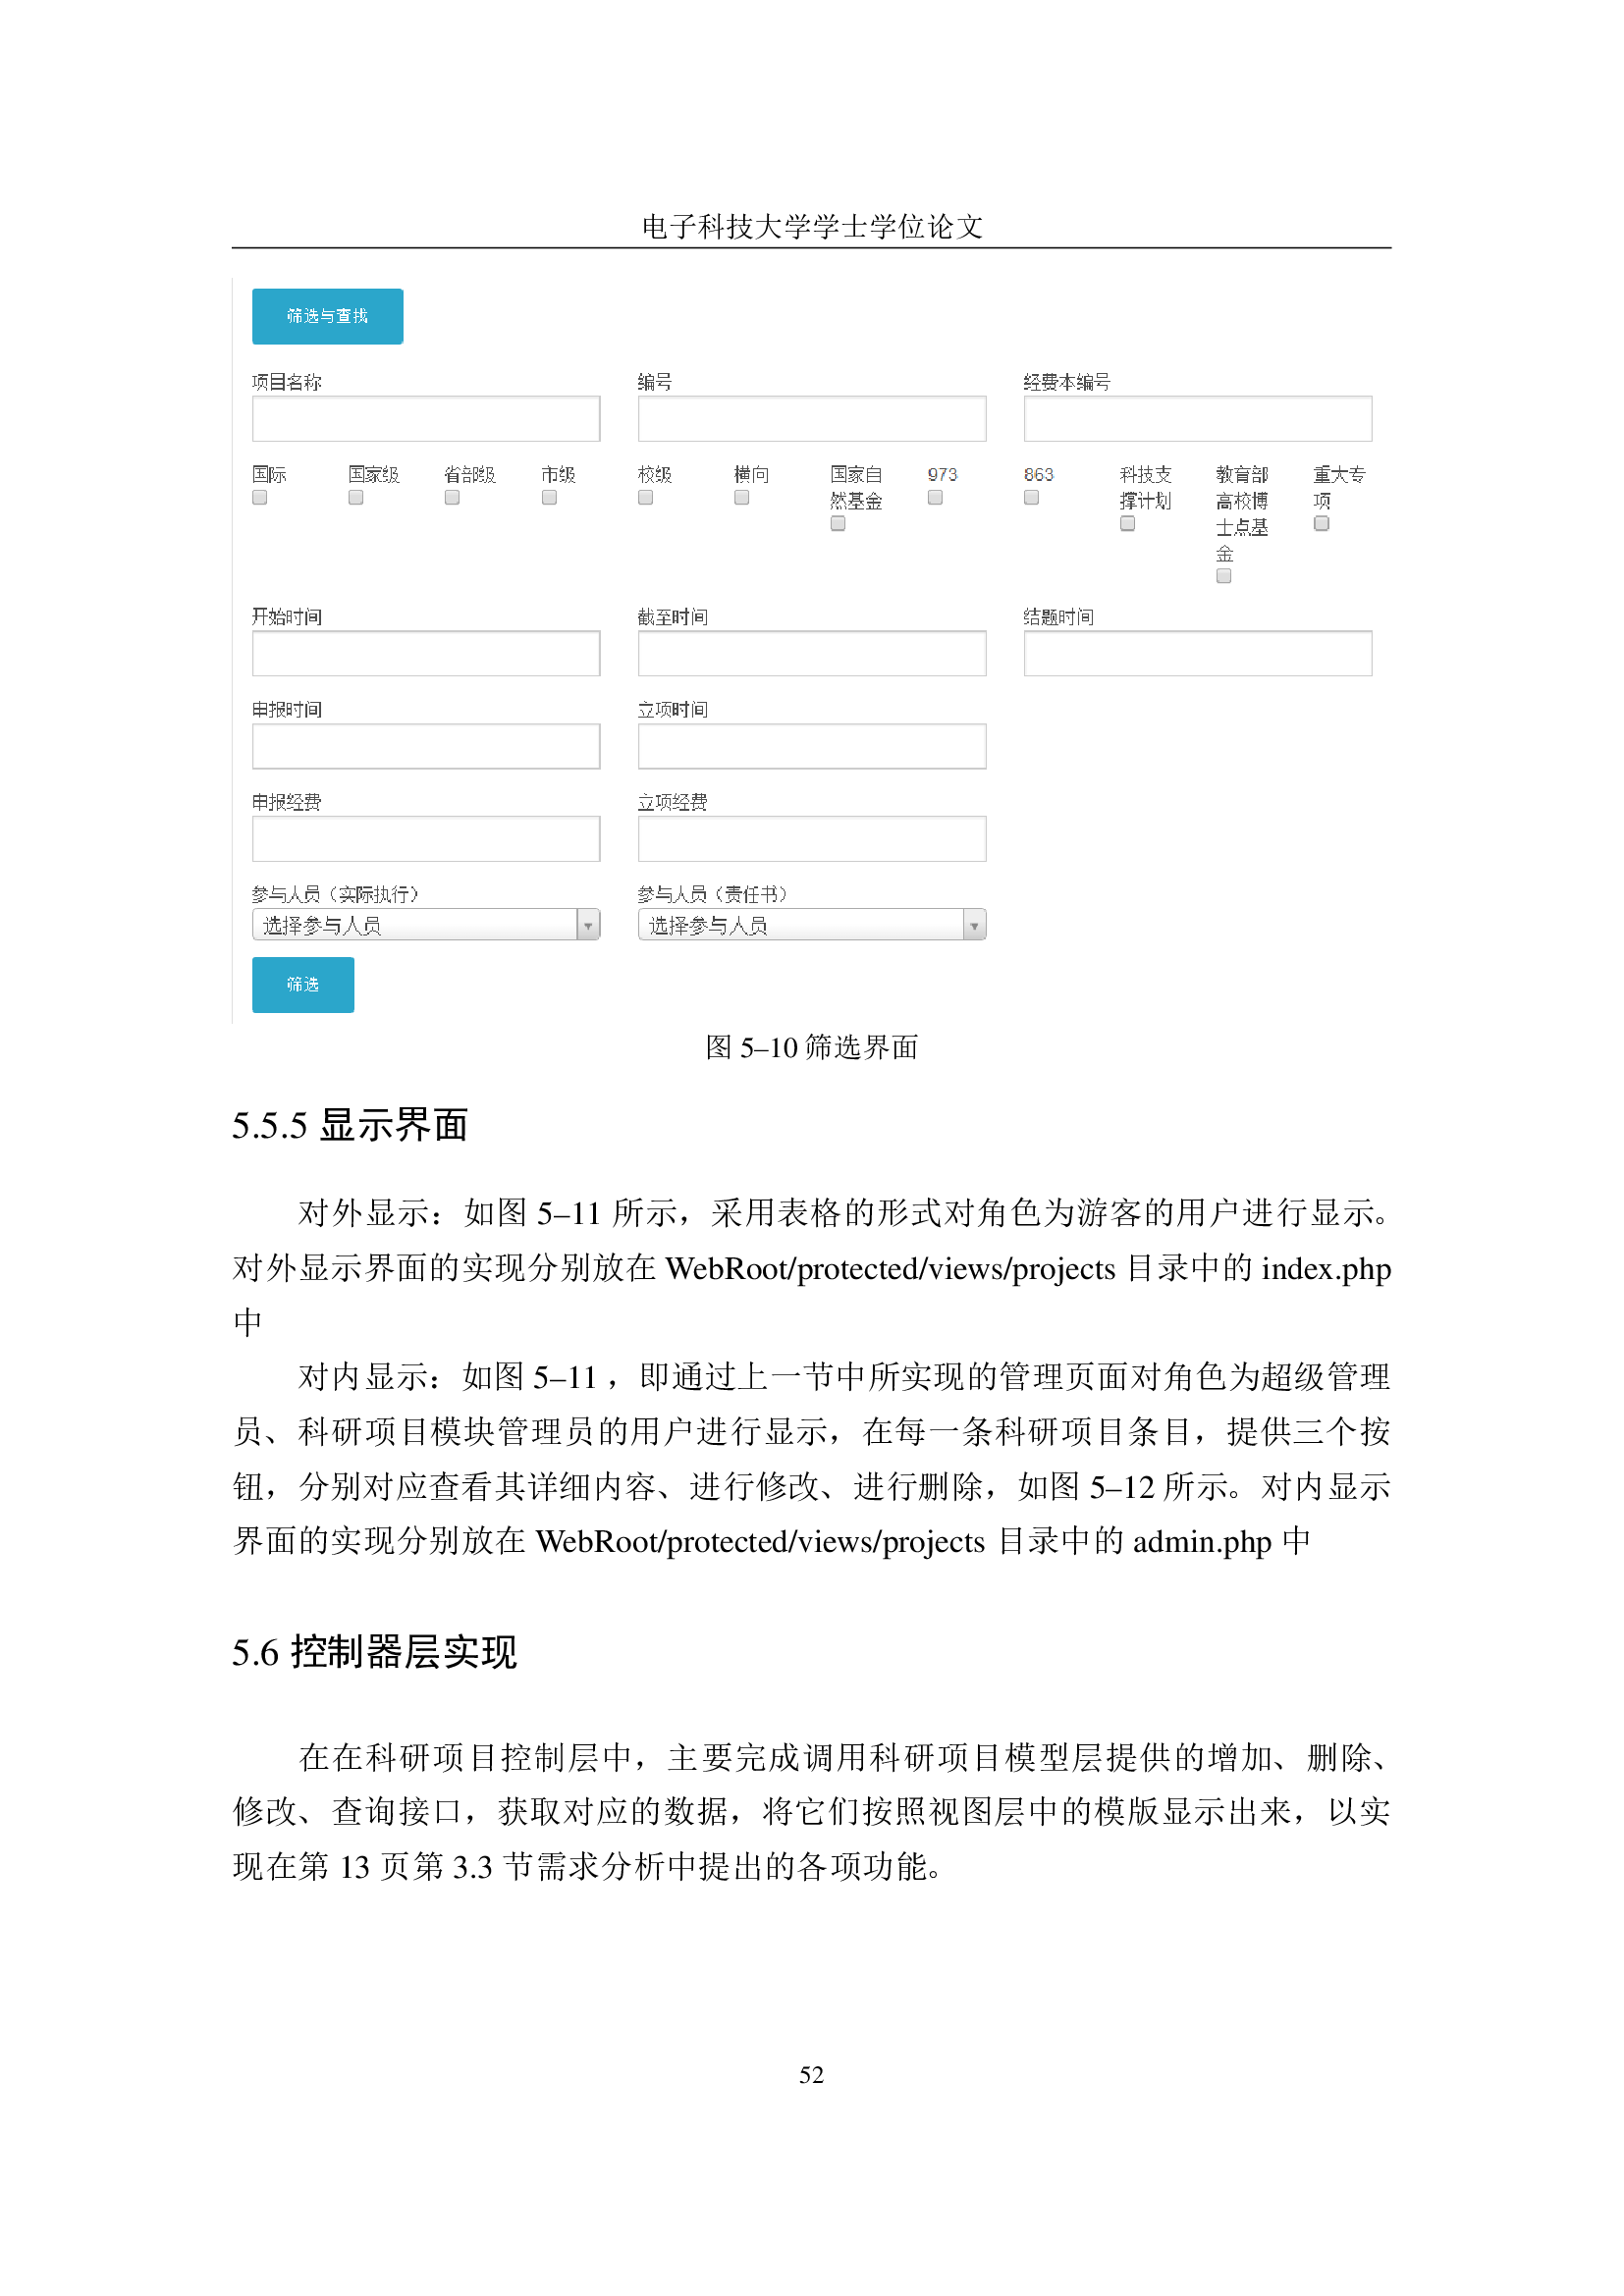 电子科技大学学士学位论文
筛选与查找
项目名称 编号 经费本编号
国际 国家级 省部级 市级 校级 横向 国家自 973 863 科技支 教育部 重大专
然基金 撑计划 高校博 项
士点基
金
开始时间 截至时间 结题时间
申报时间 立项时间
申报经费 立项经费
参与人员（实际执行） 参与人员（责任书）
选择参与人员 选择参与人员
筛选
图 5–10 筛选界面
5.5.5 显示界面
对外显示：如图 5–11 所示，采用表格的形式对角色为游客的用户进行显示。
对外显示界面的实现分别放在 WebRoot/protected/views/projects 目录中的 index.php
中
对内显示：如图 5–11 ，即通过上一节中所实现的管理页面对角色为超级管理
员、科研项目模块管理员的用户进行显示，在每一条科研项目条目，提供三个按
钮，分别对应查看其详细内容、进行修改、进行删除，如图 5–12 所示。对内显示
界面的实现分别放在 WebRoot/protected/views/projects 目录中的 admin.php 中
5.6 控制器层实现
在在科研项目控制层中，主要完成调用科研项目模型层提供的增加、删除、
修改、查询接口，获取对应的数据，将它们按照视图层中的模版显示出来，以实
现在第 13 页第 3.3 节需求分析中提出的各项功能。
52